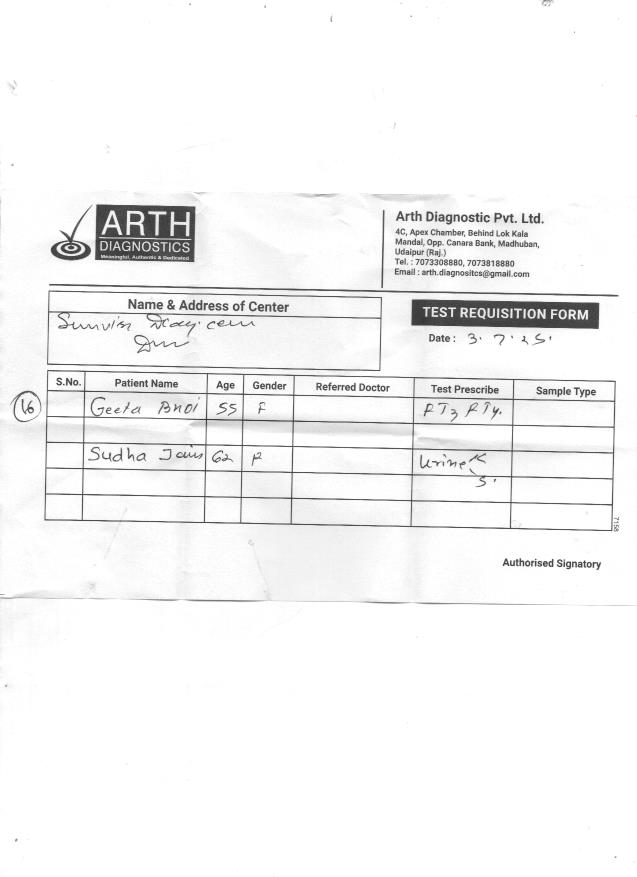 ARTH
DIAGNOSTICS
Meaningful, Authentic & Dedicated
Arth Diagnostic Pvt. Ltd.
4C, Apex Chamber, Behind Lok Kala
Mandal, Opp. Canara Bank, Madhuban,
Udaipur (Raj.)
Tel. : 7073308880, 7073818880
Email : arth.diagnositcs@gmail.com
Name & Address of Center
TEST REQUISITION FORM
Date : 3. 7. 25.
S.No. Patient Name Age Gender Referred Doctor Test Prescribe Sample Type
16 Geeta Bhoi 55 F FT3 FT4.
Sudha Jain 62 F Urine K
S.
7158
Authorised Signatory